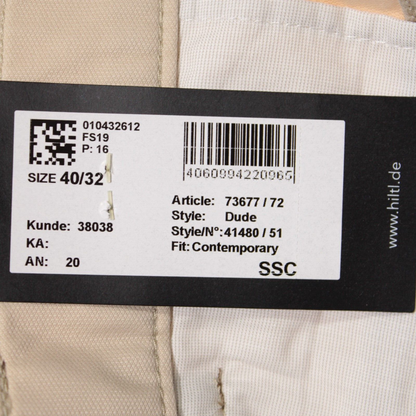 010432612
FS19
P: 16
SIZE 40/32
4060994220965
Article: 73677 / 72
Style: Dude
Style/N°: 41480 / 51
Fit: Contemporary
Kunde: 38038
KA:
AN: 20
SSC
www.hiltl.de